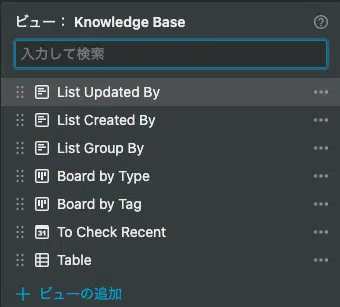 ビュー： Knowledge Base
入力して検索
List Updated By
List Created By
List Group By
Board by Type
Board by Tag
31 To Check Recent
Table
ビューの追加